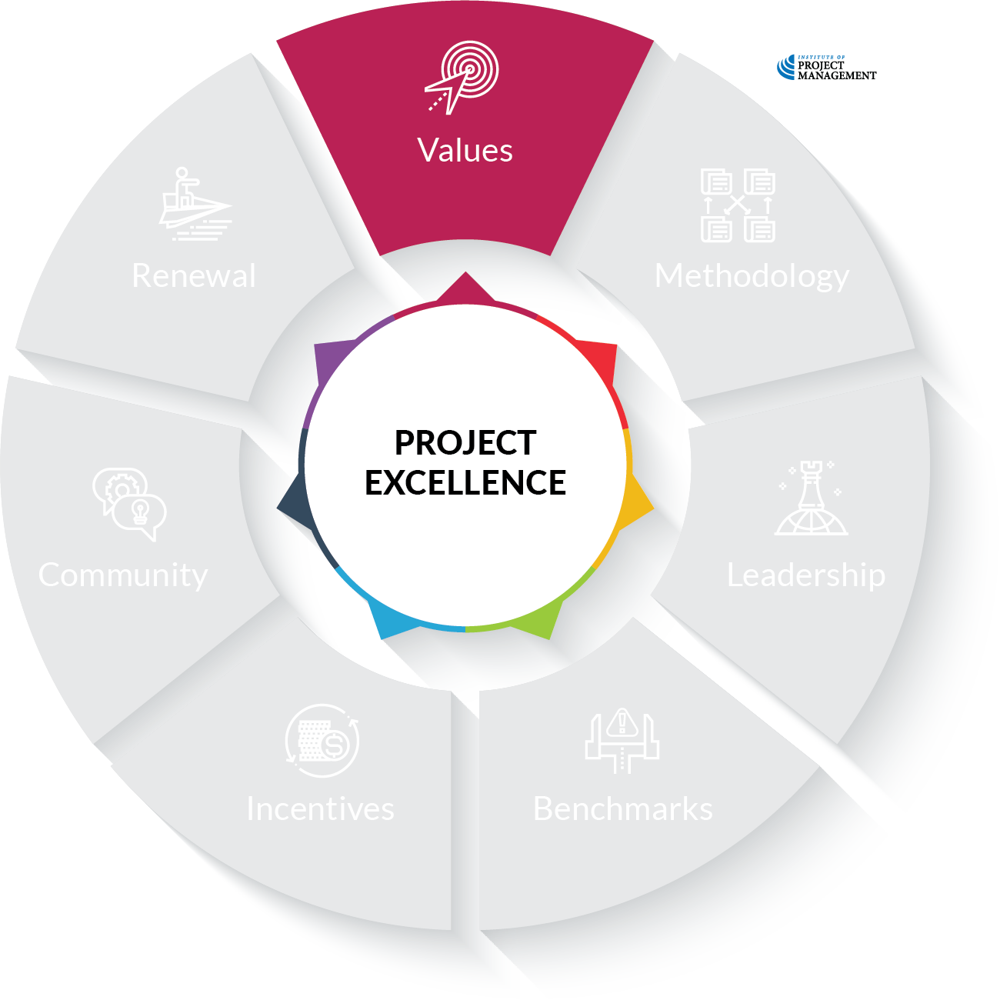 INSTITUTE OF
PROJECT
MANAGEMENT
Values
Methodology
Leadership
Benchmarks
Incentives
Community
Renewal
PROJECT
EXCELLENCE